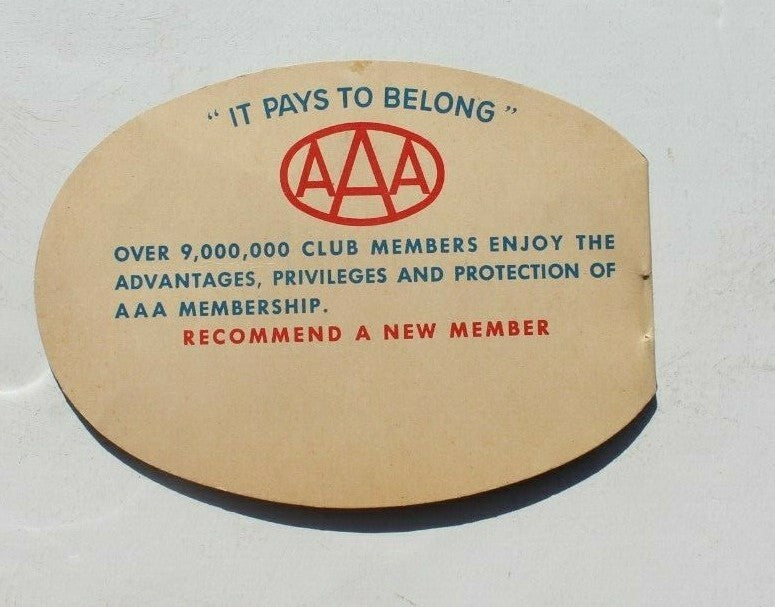 "IT PAYS TO BELONG"
AAA
OVER 9,000,000 CLUB MEMBERS ENJOY THE
ADVANTAGES, PRIVILEGES AND PROTECTION OF
AAA MEMBERSHIP.
RECOMMEND A NEW MEMBER